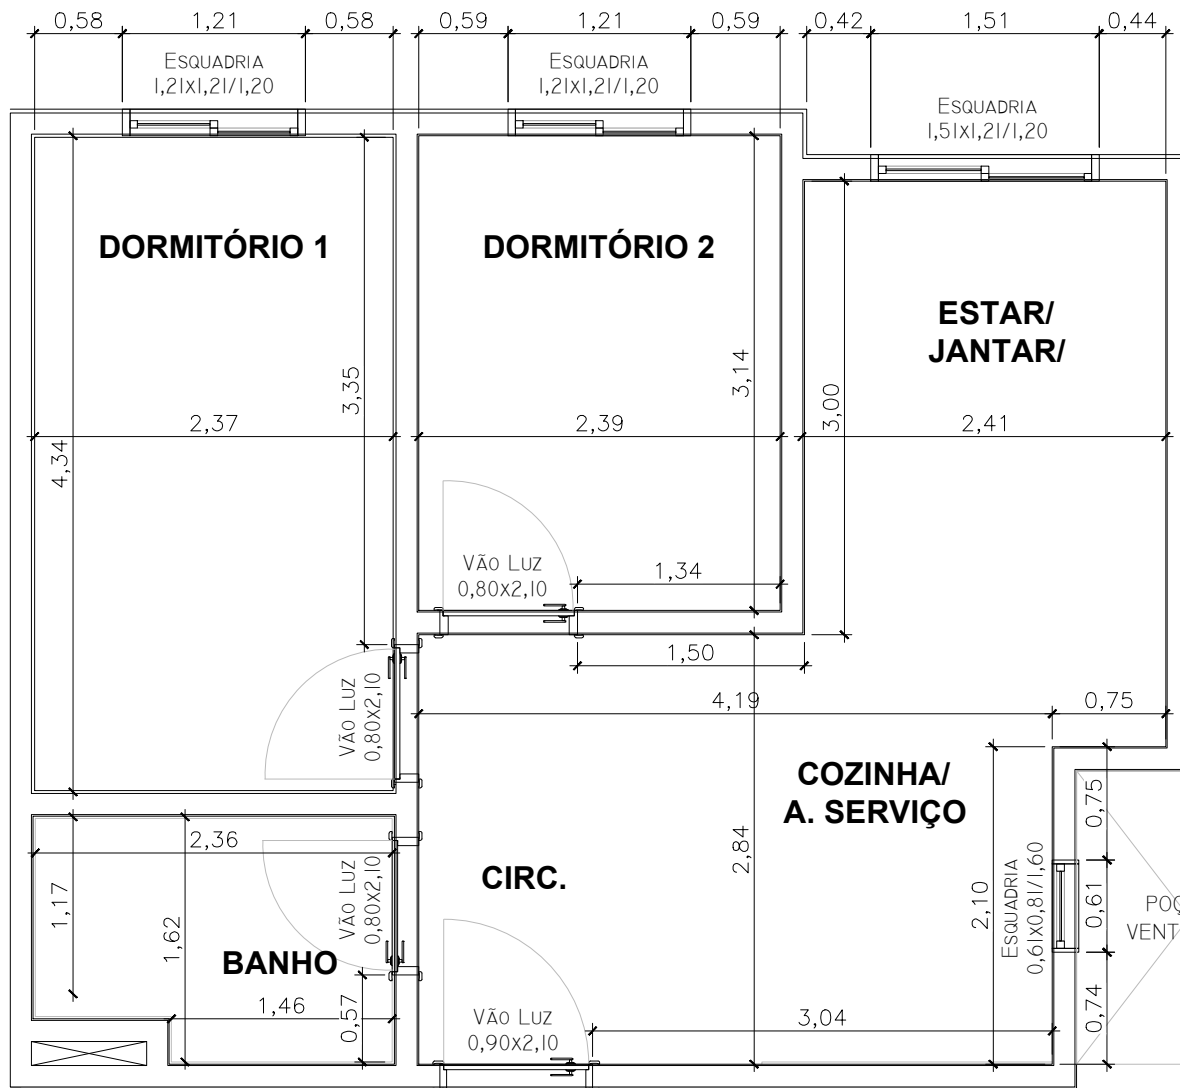 0,58 1,21 0,58 0,59 1,21 0,59 0,42 1,51 0,44
ESQUADRIA
1,21x1,21/1,20
ESQUADRIA
1,21x1,21/1,20
ESQUADRIA
1,51x1,21/1,20
DORMITÓRIO 1
DORMITÓRIO 2
ESTAR/
JANTAR/
3,35
3,14
3,00
2,37
2,39
2,41
4,34
VÃO LUZ
0,80x2,10
1,34
1,50
VÃO LUZ
0,80x2,10
4,19
0,75
COZINHA/
A. SERVIÇO
0,75
2,36
2,84
CIRC.
VÃO LUZ
0,80x2,10
1,17
1,62
BANHO
2,10
ESQUADRIA
0,61x0,81/1,60
0,61
POÇ
VENT
1,46
0,57
VÃO LUZ
0,90x2,10
3,04
0,74